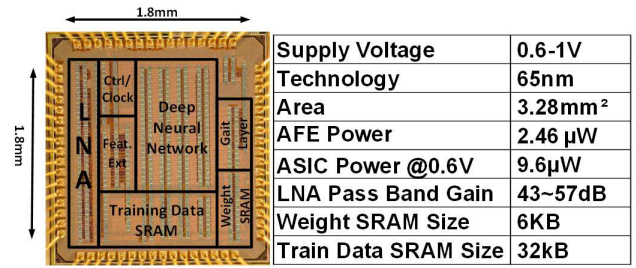 1.8mm
1.8mm
LNA
Ctrl/
Clock
Feat.
Ext
Deep
Neural
Network
Gait
Layer
Training Data
SRAM
Weight
SRAM
Supply Voltage 0.6-1V
Technology 65nm
Area 3.28mm²
AFE Power 2.46 µW
ASIC Power @0.6V 9.6µW
LNA Pass Band Gain 43~57dB
Weight SRAM Size 6KB
Train Data SRAM Size 32kB